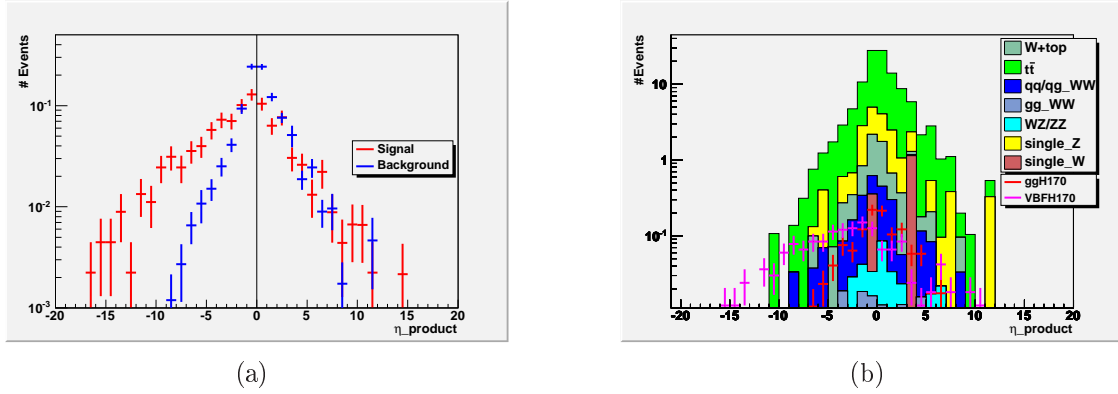 # Events
10⁻¹
10⁻²
10⁻³
-20 -15 -10 -5 0 5 10 15 20
η_product
Signal
Background
(a)
# Events
10
1
10⁻¹
-20 -15 -10 -5 0 5 10 15 20
η_product
W+top
tt̄
qq/qg_WW
gg_WW
WZ/ZZ
single_Z
single_W
ggH170
VBFH170
(b)